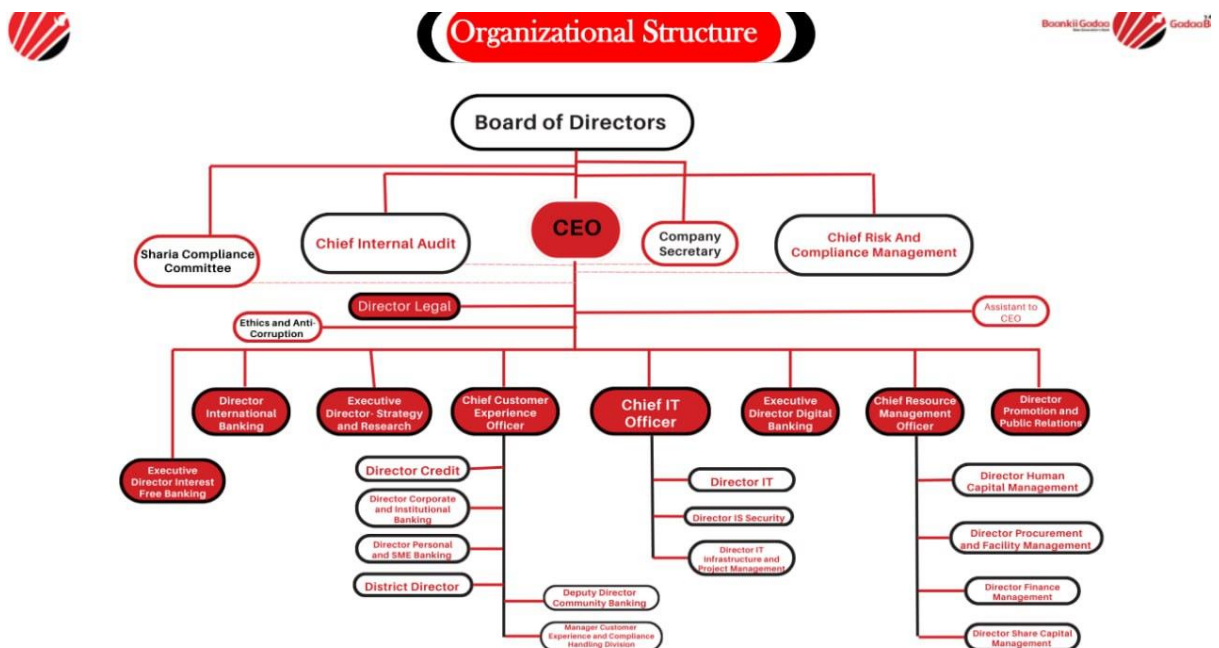 Organizational Structure
Baankii Gadaa
Board of Directors
Sharia Compliance
Committee
Chief Internal Audit
CEO
Company
Secretary
Chief Risk And
Compliance Management
Director Legal
Ethics and Anti-
Corruption
Assistant to
CEO
Executive
Director Interest
Free Banking
Director
International
Banking
Executive
Director- Strategy
and Research
Chief Customer
Experience
Officer
Chief IT
Officer
Executive
Director Digital
Banking
Chief Resource
Management
Officer
Director
Promotion and
Public Relations
Director Credit
Director Corporate
and Institutional
Banking
Director Personal
and SME Banking
District Director
Deputy Director
Community Banking
Manager Customer
Experience and Compliance
Handling Division
Director IT
Director IS Security
Director IT
Infrastructure and
Project Management
Director Human
Capital Management
Director Procurement
and Facility Management
Director Finance
Management
Director Share Capital
Management